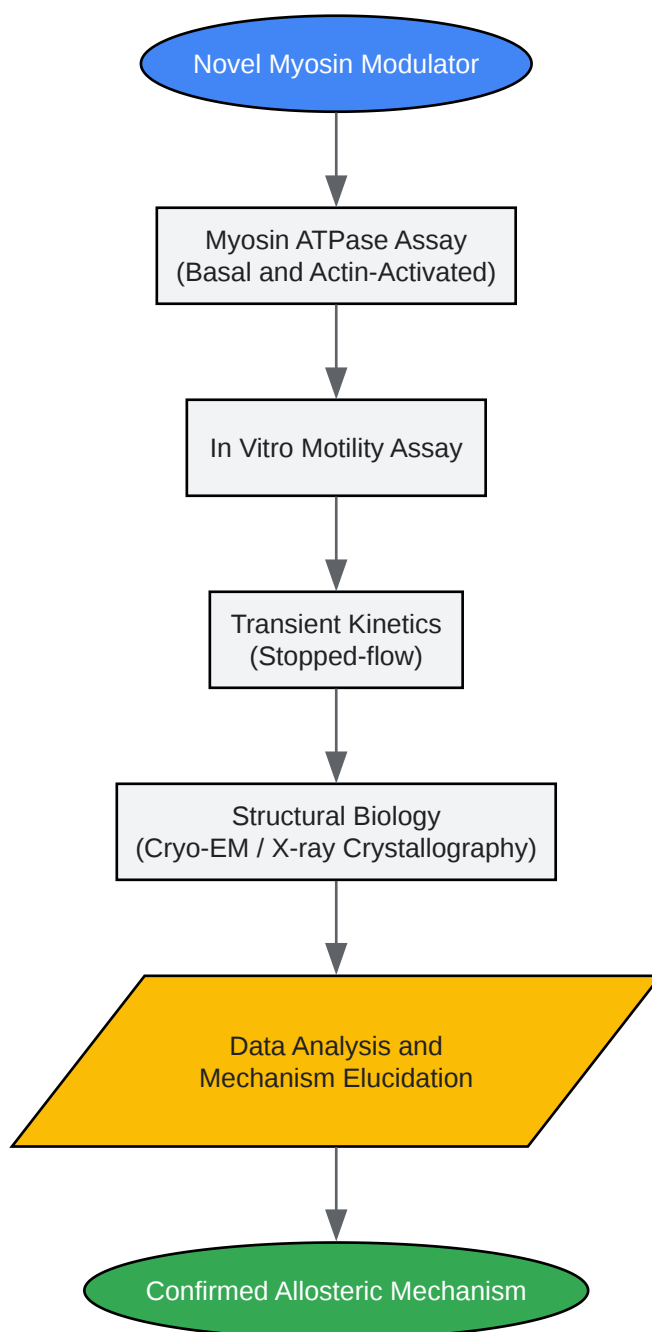 Novel Myosin Modulator
Myosin ATPase Assay
(Basal and Actin-Activated)
In Vitro Motility Assay
Transient Kinetics
(Stopped-flow)
Structural Biology
(Cryo-EM / X-ray Crystallography)
Data Analysis and
Mechanism Elucidation
Confirmed Allosteric Mechanism